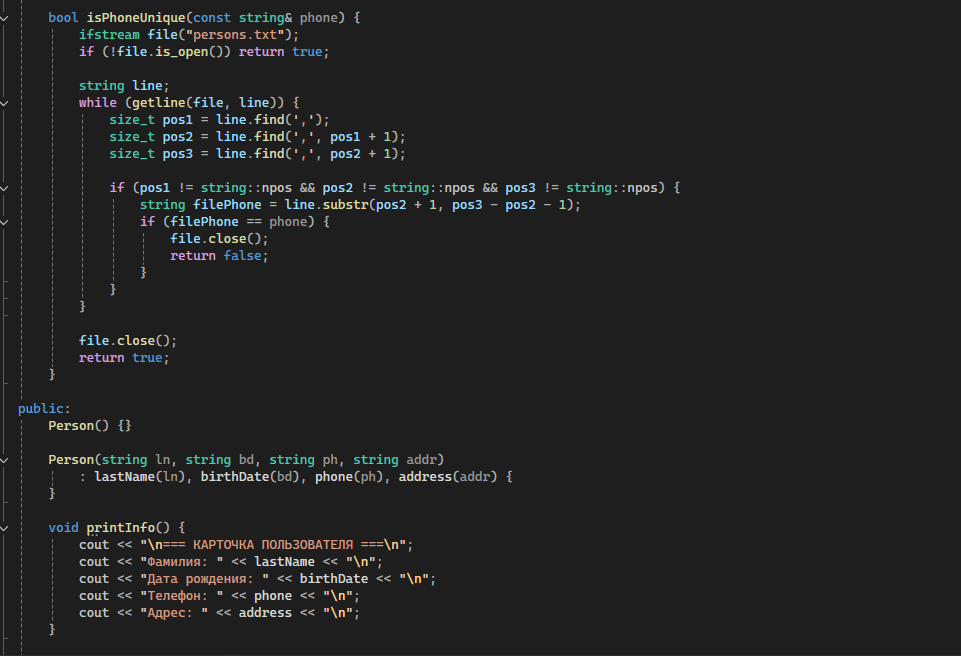 bool isPhoneUnique(const string& phone) {
ifstream file("persons.txt");
if (!file.is_open()) return true;
string line;
while (getline(file, line)) {
size_t pos1 = line.find(',');
size_t pos2 = line.find(',', pos1 + 1);
size_t pos3 = line.find(',', pos2 + 1);
if (pos1 != string::npos && pos2 != string::npos && pos3 != string::npos) {
string filePhone = line.substr(pos2 + 1, pos3 - pos2 - 1);
if (filePhone == phone) {
file.close();
return false;
}
}
}
file.close();
return true;
}
public:
Person() {}
Person(string ln, string bd, string ph, string addr)
: lastName(ln), birthDate(bd), phone(ph), address(addr) {
}
void printInfo() {
cout << "\n=== КАРТОЧКА ПОЛЬЗОВАТЕЛЯ ===\n";
cout << "Фамилия: " << lastName << "\n";
cout << "Дата рождения: " << birthDate << "\n";
cout << "Телефон: " << phone << "\n";
cout << "Адрес: " << address << "\n";
}